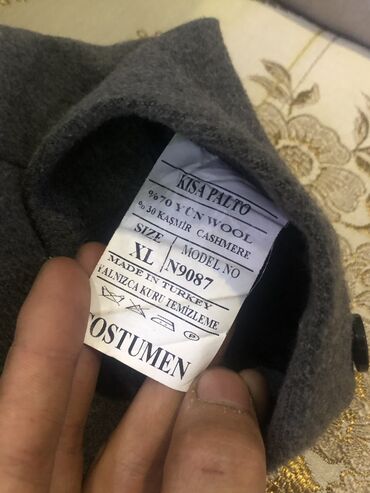 KISA PALTO
%70 YÜN WOOL
%30 KAŞMİR CASHMERE
SIZE MODEL NO
XL N9087
MADE IN TURKEY
YALNIZCA KURU TEMİZLEME
P
COSTUMEN